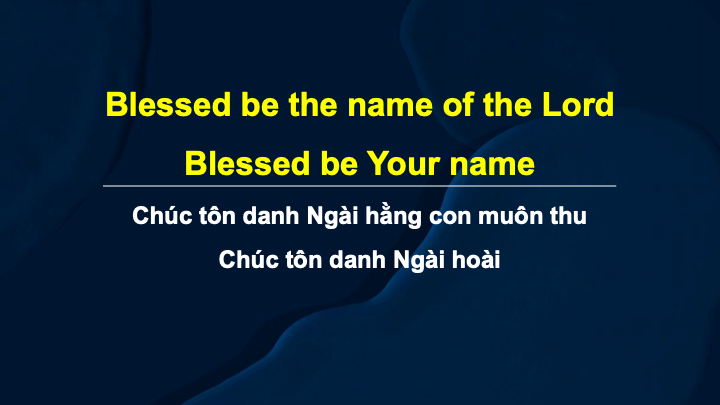 Blessed be the name of the Lord
Blessed be Your name
Chúc tôn danh Ngài hằng con muôn thu
Chúc tôn danh Ngài hoài